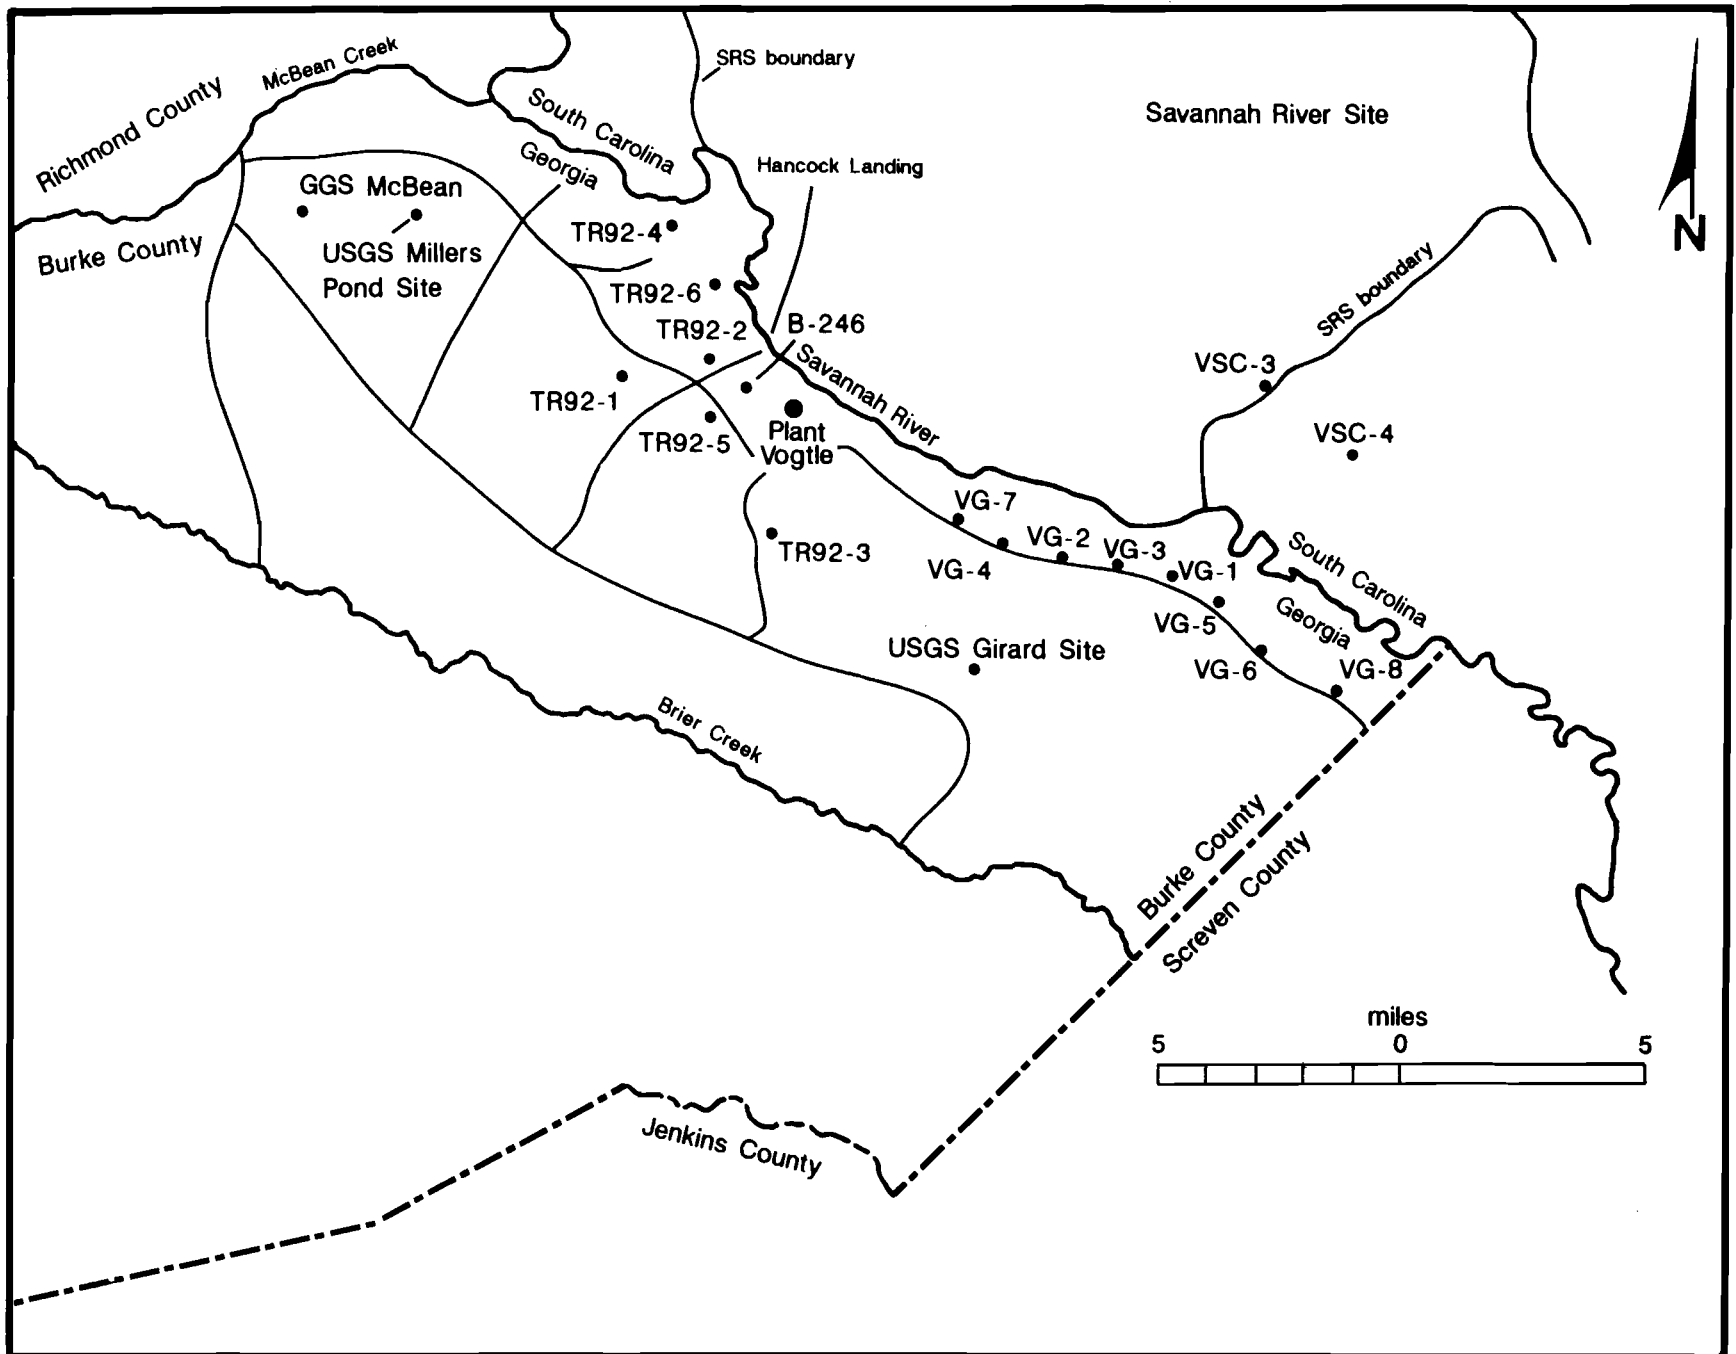 McBean Creek
SRS boundary
Richmond County
South Carolina
Savannah River Site
Georgia
Hancock Landing
GGS McBean
TR92-4
N
Burke County
USGS Millers
Pond Site
TR92-6
SRS boundary
TR92-2
B-246
Savannah River
VSC-3
TR92-1
TR92-5
Plant
Vogtle
VSC-4
VG-7
VG-2
VG-3
TR92-3
VG-4
VG-1
South Carolina
Georgia
VG-5
USGS Girard Site
VG-6
VG-8
Brier Creek
Burke County
Screven County
miles
5 0 5
Jenkins County